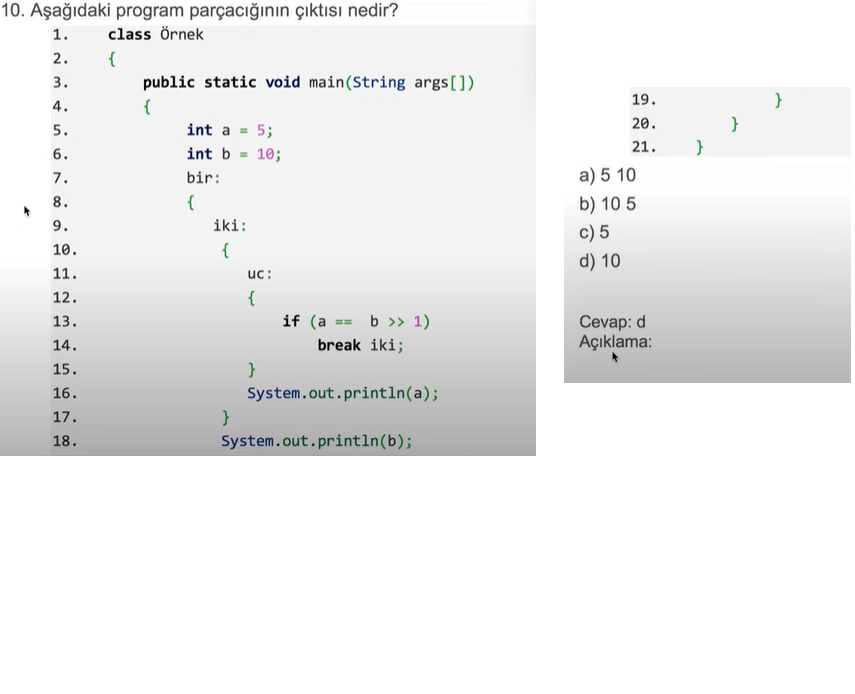 10. Aşağıdaki program parçacığının çıktısı nedir?
1. class Örnek
2. {
3. public static void main(String args[])
4. {
5. int a = 5;
6. int b = 10;
7. bir:
8. {
9. iki:
10. {
11. uc:
12. {
13. if (a == b >> 1)
14. break iki;
15. }
16. System.out.println(a);
17. }
18. System.out.println(b);
19. }
20. }
21. }
a) 5 10
b) 10 5
c) 5
d) 10
Cevap: d
Açıklama: